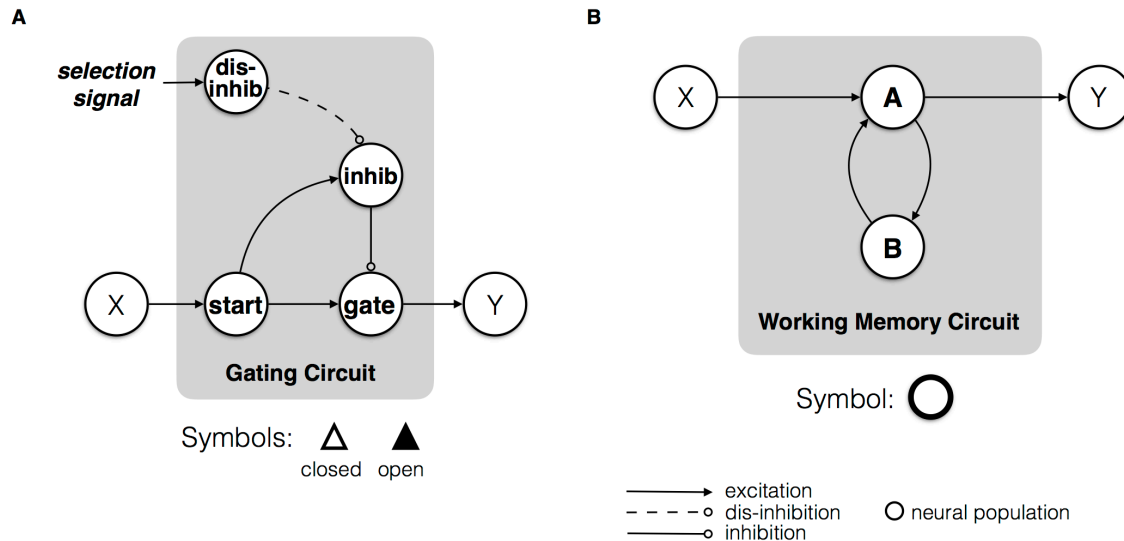 A
selection
signal
dis-
inhib
inhib
X
start
gate
Y
Gating Circuit
Symbols:
closed
open
B
X
A
Y
B
Working Memory Circuit
Symbol:
excitation
dis-inhibition
inhibition
neural population